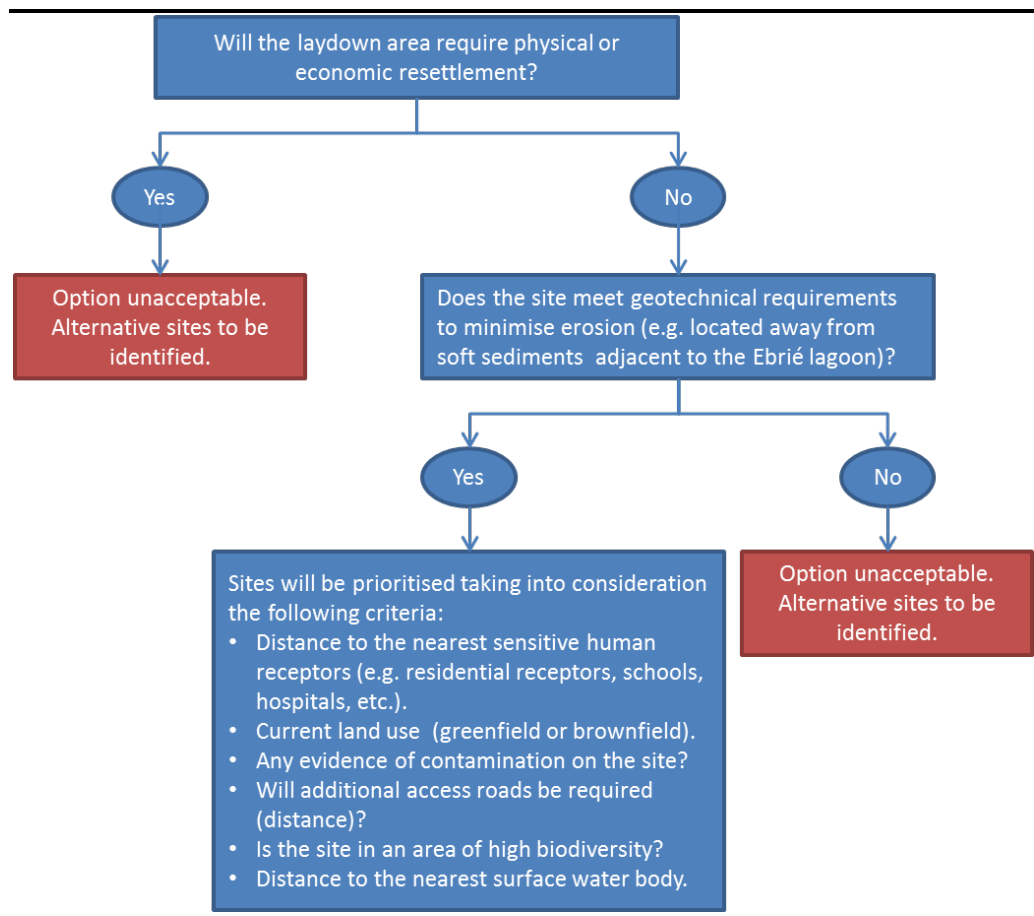 Will the laydown area require physical or
economic resettlement?
Yes
No
Option unacceptable.
Alternative sites to be
identified.
Does the site meet geotechnical requirements
to minimise erosion (e.g. located away from
soft sediments adjacent to the Ebrié lagoon)?
Yes
No
Sites will be prioritised taking into consideration
the following criteria:
• Distance to the nearest sensitive human
receptors (e.g. residential receptors, schools,
hospitals, etc.).
• Current land use (greenfield or brownfield).
• Any evidence of contamination on the site?
• Will additional access roads be required
(distance)?
• Is the site in an area of high biodiversity?
• Distance to the nearest surface water body.
Option unacceptable.
Alternative sites to be
identified.